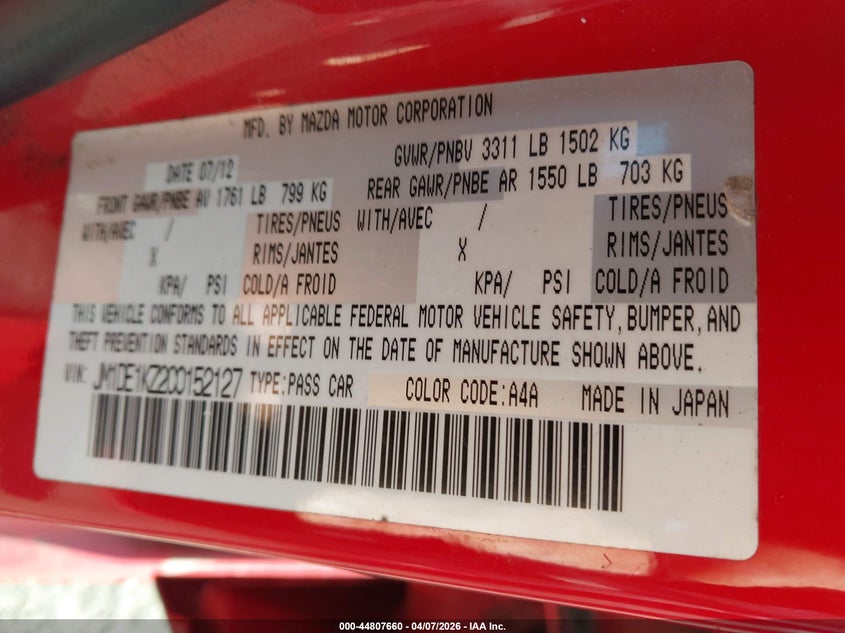 MFD. BY MAZDA MOTOR CORPORATION
DATE 07/12 GVWR/PNBV 3311 LB 1502 KG
FRONT GAWR/PNBE AV 1761 LB 799 KG REAR GAWR/PNBE AR 1550 LB 703 KG
WITH/AVEC / TIRES/PNEUS WITH/AVEC / TIRES/PNEUS
X RIMS/JANTES X RIMS/JANTES
KPA/ PSI COLD/A FROID KPA/ PSI COLD/A FROID
THIS VEHICLE CONFORMS TO ALL APPLICABLE FEDERAL MOTOR VEHICLE SAFETY, BUMPER, AND
THEFT PREVENTION STANDARDS IN EFFECT ON THE DATE OF MANUFACTURE SHOWN ABOVE.
VIN: JM1DE1KZ2C0152127 TYPE:PASS CAR COLOR CODE:A4A MADE IN JAPAN
000-44807660 - 04/07/2026 - IAA Inc.